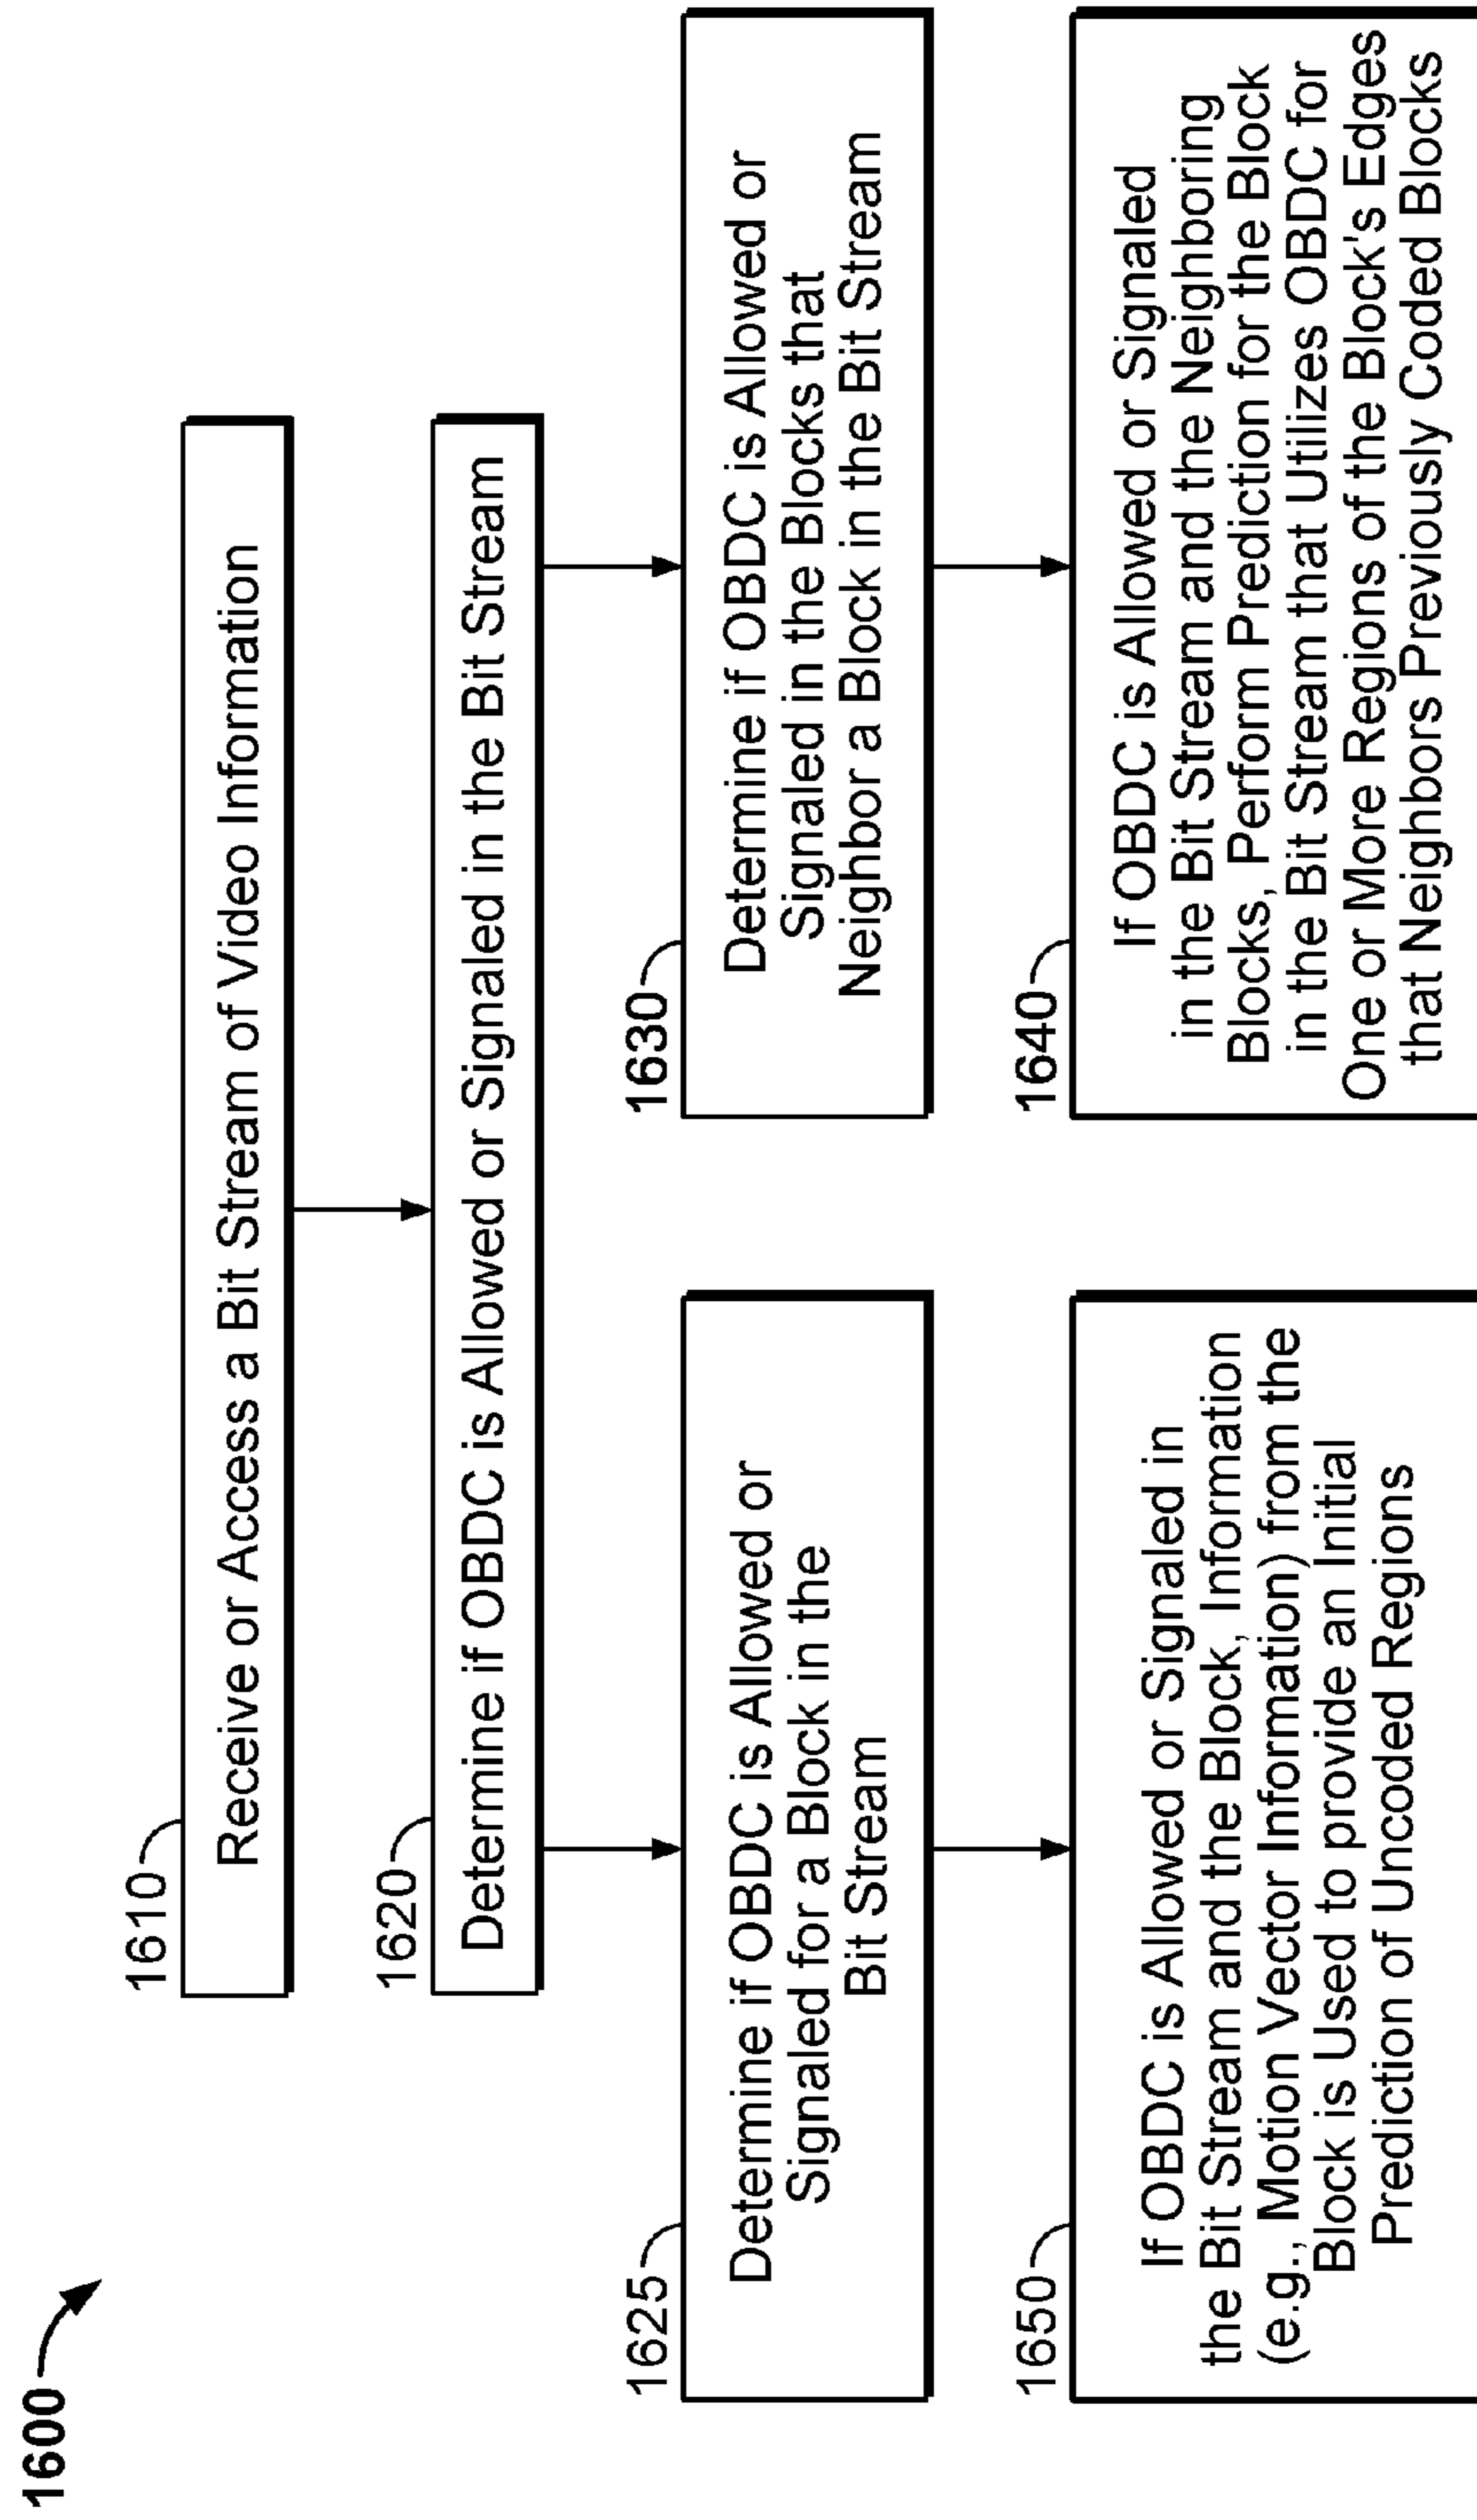 1600
1610
Receive or Access a Bit Stream of Video Information
1620
Determine if OBDC is Allowed or Signaled in the Bit Stream
1625
Determine if OBDC is Allowed or
Signaled for a Block in the
Bit Stream
1630
Determine if OBDC is Allowed or
Signaled in the Blocks that
Neighbor a Block in the Bit Stream
1650
If OBDC is Allowed or Signaled in
the Bit Stream and the Block, Information
(e.g., Motion Vector Information) from the
Block is Used to provide an Initial
Prediction of Uncoded Regions
1640
If OBDC is Allowed or Signaled
in the Bit Stream and the Neighboring
Blocks, Perform Prediction for the Block
in the Bit Stream that Utilizes OBDC for
One or More Regions of the Block's Edges
that Neighbors Previously Coded Blocks